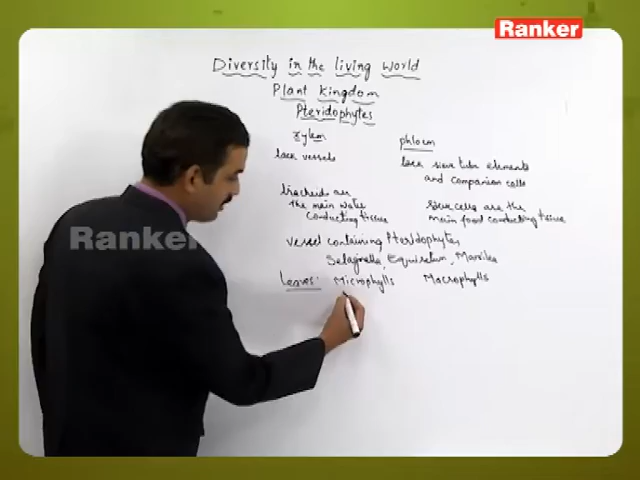 Ranker
Diversity in the living world
Plant Kingdom
Pteridophytes
Xylem
phloem
lack vessels
lack sieve tube elements
and companion cells
Tracheids are
the main water
conducting tissue
Sieve cells are the
main food conducting tissue
vessel containing Pteridophytes
Selaginella, Equisetum, Marsilea
Leaves: Microphylls Macrophylls
Ranker